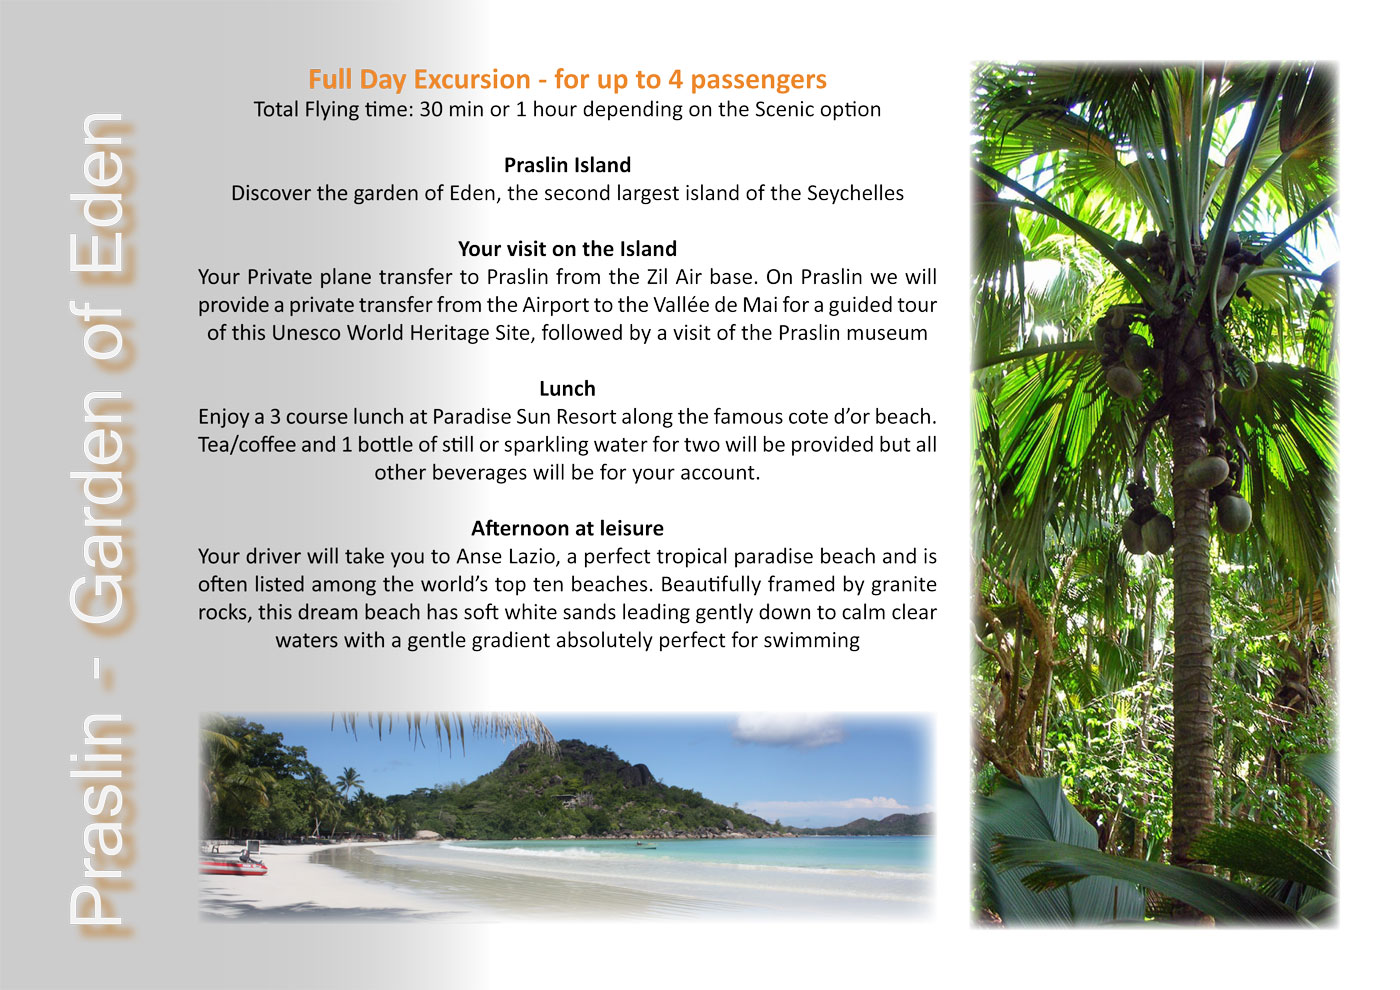 Praslin - Garden of Eden
Full Day Excursion - for up to 4 passengers
Total Flying time: 30 min or 1 hour depending on the Scenic option
Praslin Island
Discover the garden of Eden, the second largest island of the Seychelles
Your visit on the Island
Your Private plane transfer to Praslin from the Zil Air base. On Praslin we will
provide a private transfer from the Airport to the Vallée de Mai for a guided tour
of this Unesco World Heritage Site, followed by a visit of the Praslin museum
Lunch
Enjoy a 3 course lunch at Paradise Sun Resort along the famous cote d’or beach.
Tea/coffee and 1 bottle of still or sparkling water for two will be provided but all
other beverages will be for your account.
Afternoon at leisure
Your driver will take you to Anse Lazio, a perfect tropical paradise beach and is
often listed among the world’s top ten beaches. Beautifully framed by granite
rocks, this dream beach has soft white sands leading gently down to calm clear
waters with a gentle gradient absolutely perfect for swimming